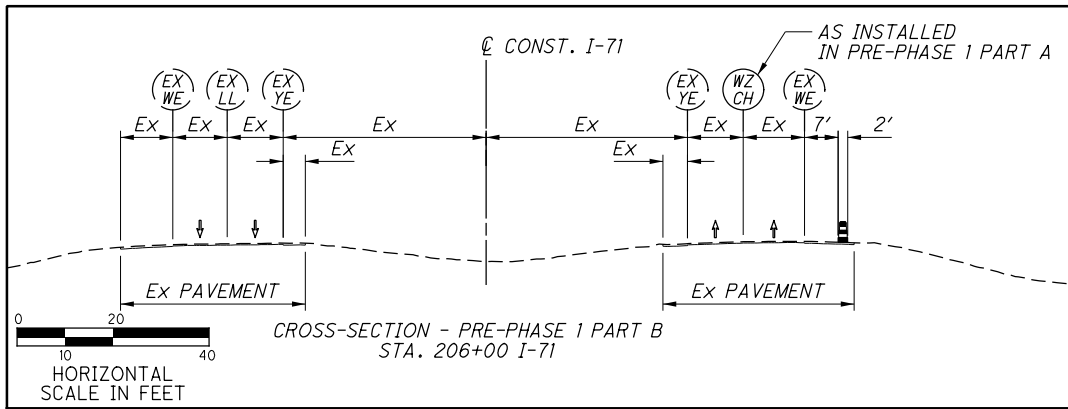 ℄ CONST. I-71
AS INSTALLED
IN PRE-PHASE 1 PART A
EX
WE
EX
LL
EX
YE
EX
YE
WZ
CH
EX
WE
Ex
Ex
Ex
Ex
Ex
Ex
Ex
7'
2'
Ex
Ex
Ex PAVEMENT
Ex PAVEMENT
CROSS-SECTION - PRE-PHASE 1 PART B
STA. 206+00 I-71
0
20
10
40
HORIZONTAL
SCALE IN FEET